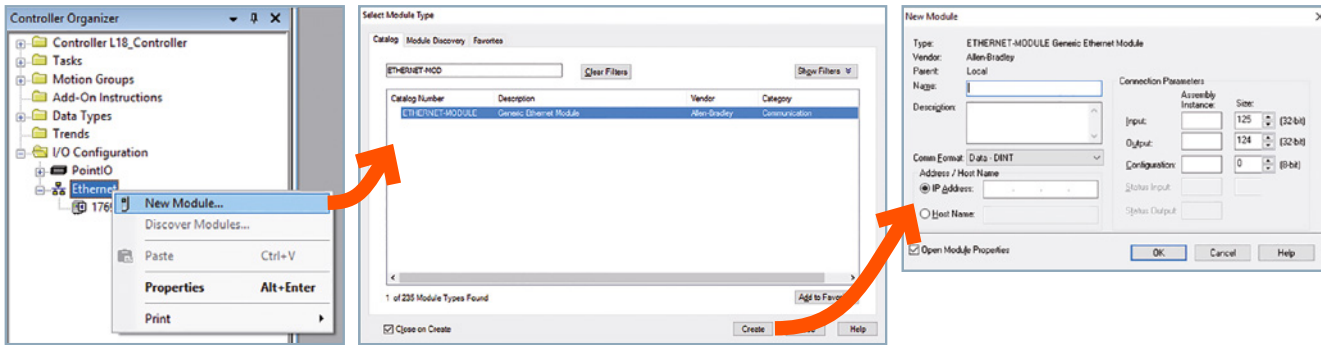 Controller Organizer
Controller L18_Controller
Tasks
Motion Groups
Add-On Instructions
Data Types
Trends
I/O Configuration
PointIO
Ethernet
New Module...
Discover Modules...
Paste Ctrl+V
Properties Alt+Enter
Print
Select Module Type
Catalog Module Discovery Favorites
ETHERNET-MOD Clear Filters Show Filters
Catalog Number Description Vendor Category
ETHERNET-MODULE Generic Ethernet Module Allen-Bradley Communication
1 of 235 Module Types Found
Add to
Close on Create Create Help
New Module
Type: ETHERNET-MODULE Generic Ethernet Module
Vendor: Allen-Bradley
Parent: Local
Name:
Description:
Comm Format: Data - DINT
Address / Host Name
IP Address: . . .
Host Name:
Connection Parameters
Assembly
Instance: Size:
Input: 125 (32-bit)
Output: 124 (32-bit)
Configuration: 0 (8-bit)
Status Input:
Status Output:
Open Module Properties OK Cancel Help